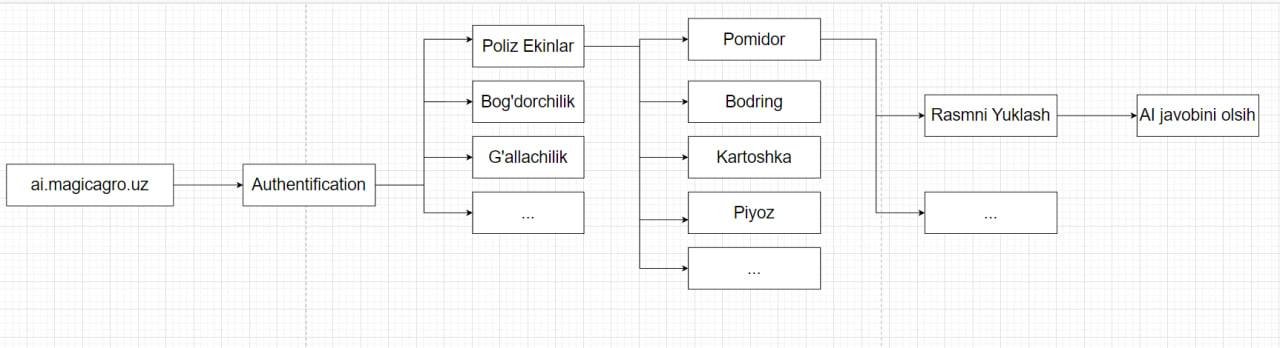 ai.magicagro.uz
Authentification
Poliz Ekinlar
Bog'dorchilik
G'allachilik
...
Pomidor
Bodring
Kartoshka
Piyoz
...
Rasmni Yuklash
...
AI javobini olsih